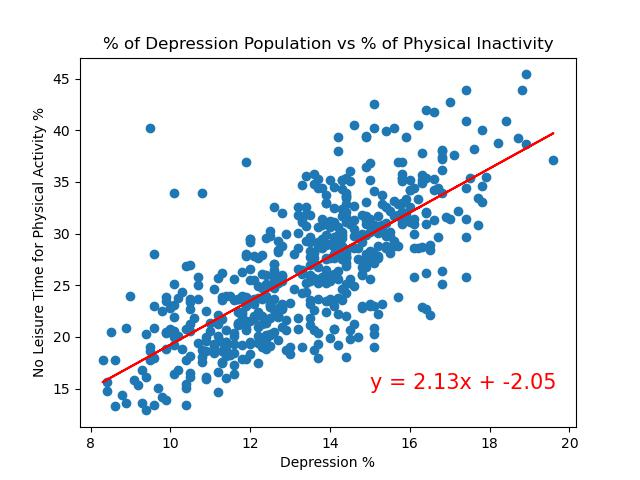 % of Depression Population vs % of Physical Inactivity
No Leisure Time for Physical Activity %
45
40
35
30
25
20
15
y = 2.13x + -2.05
8 10 12 14 16 18 20
Depression %